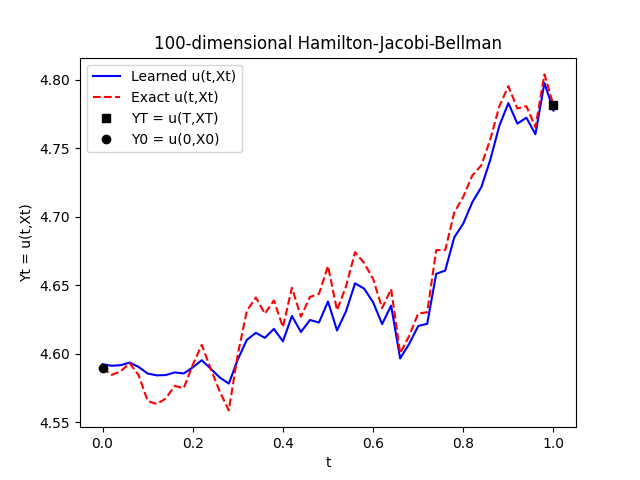 100-dimensional Hamilton-Jacobi-Bellman
Learned u(t,Xt)
Exact u(t,Xt)
YT = u(T,XT)
Y0 = u(0,X0)
Yt = u(t,Xt)
4.80
4.75
4.70
4.65
4.60
4.55
0.0 0.2 0.4 0.6 0.8 1.0
t